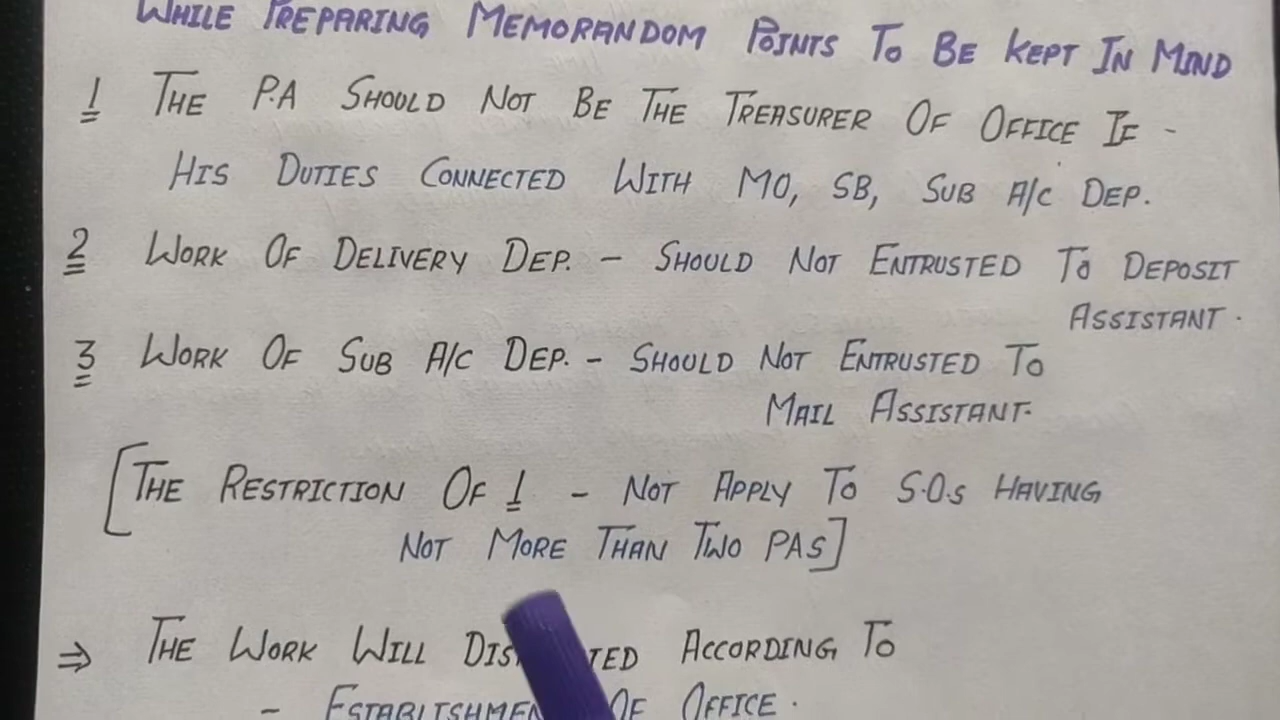 WHILE PREPARING MEMORANDOM POINTS TO BE KEPT IN MIND
1 THE P.A SHOULD NOT BE THE TREASURER OF OFFICE IF -
HIS DUTIES CONNECTED WITH MO, SB, SUB A/C DEP.
2 WORK OF DELIVERY DEP. - SHOULD NOT ENTRUSTED TO DEPOSIT
ASSISTANT.
3 WORK OF SUB A/C DEP. - SHOULD NOT ENTRUSTED TO
MAIL ASSISTANT.
[THE RESTRICTION OF 1 - NOT APPLY TO S.O.s HAVING
NOT MORE THAN TWO PAS]
⇒ THE WORK WILL ACCORDING TO
- OF OFFICE.